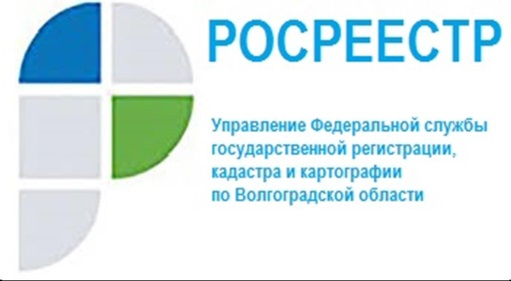 РОСРЕЕСТР
Управление Федеральной службы
государственной регистрации,
кадастра и картографии
по Волгоградской области